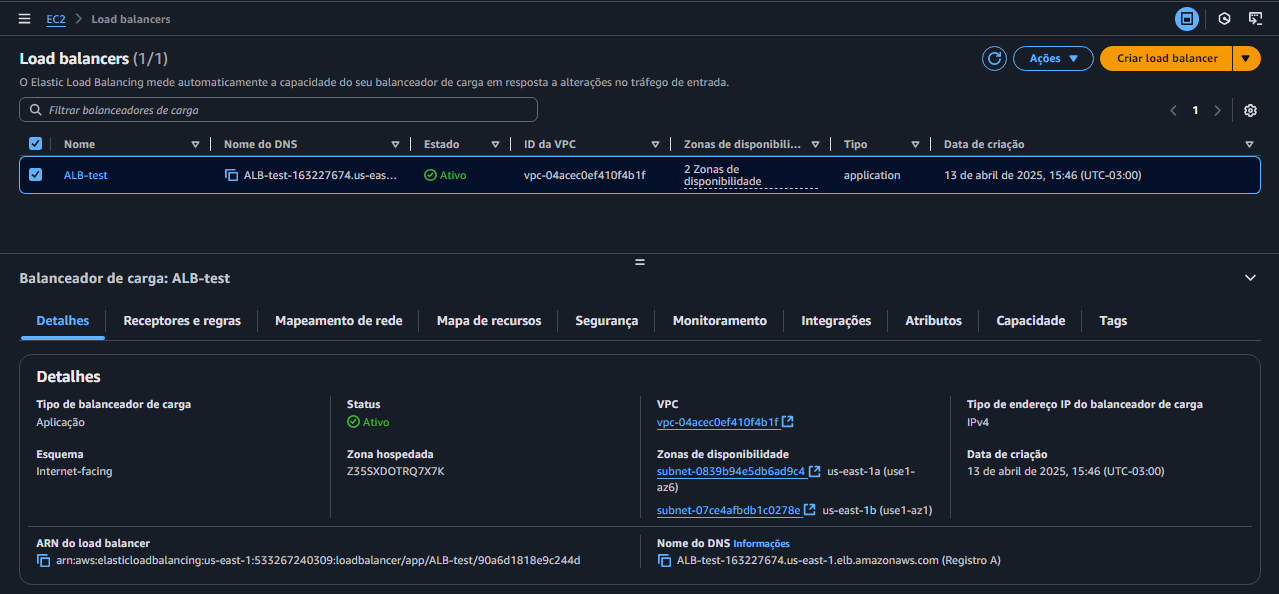 EC2 > Load balancers
Load balancers (1/1)
Ações
Criar load balancer
O Elastic Load Balancing mede automaticamente a capacidade do seu balanceador de carga em resposta a alterações no tráfego de entrada.
Filtrar balanceadores de carga
1
Nome
Nome do DNS
Estado
ID da VPC
Zonas de disponibili...
Tipo
Data de criação
ALB-test
ALB-test-163227674.us-eas...
Ativo
vpc-04acec0ef410f4b1f
2 Zonas de
disponibilidade
application
13 de abril de 2025, 15:46 (UTC-03:00)
Balanceador de carga: ALB-test
Detalhes
Receptores e regras
Mapeamento de rede
Mapa de recursos
Segurança
Monitoramento
Integrações
Atributos
Capacidade
Tags
Detalhes
Tipo de balanceador de carga
Aplicação
Esquema
Internet-facing
Status
Ativo
Zona hospedada
Z35SXDOTRQ7X7K
VPC
vpc-04acec0ef410f4b1f
Zonas de disponibilidade
subnet-0839b94e5db6ad9c4 us-east-1a (use1-
az6)
subnet-07ce4afbdb1c0278e us-east-1b (use1-az1)
Tipo de endereço IP do balanceador de carga
IPv4
Data de criação
13 de abril de 2025, 15:46 (UTC-03:00)
ARN do load balancer
arn:aws:elasticloadbalancing:us-east-1:533267240309:loadbalancer/app/ALB-test/90a6d1818e9c244d
Nome do DNS Informações
ALB-test-163227674.us-east-1.elb.amazonaws.com (Registro A)